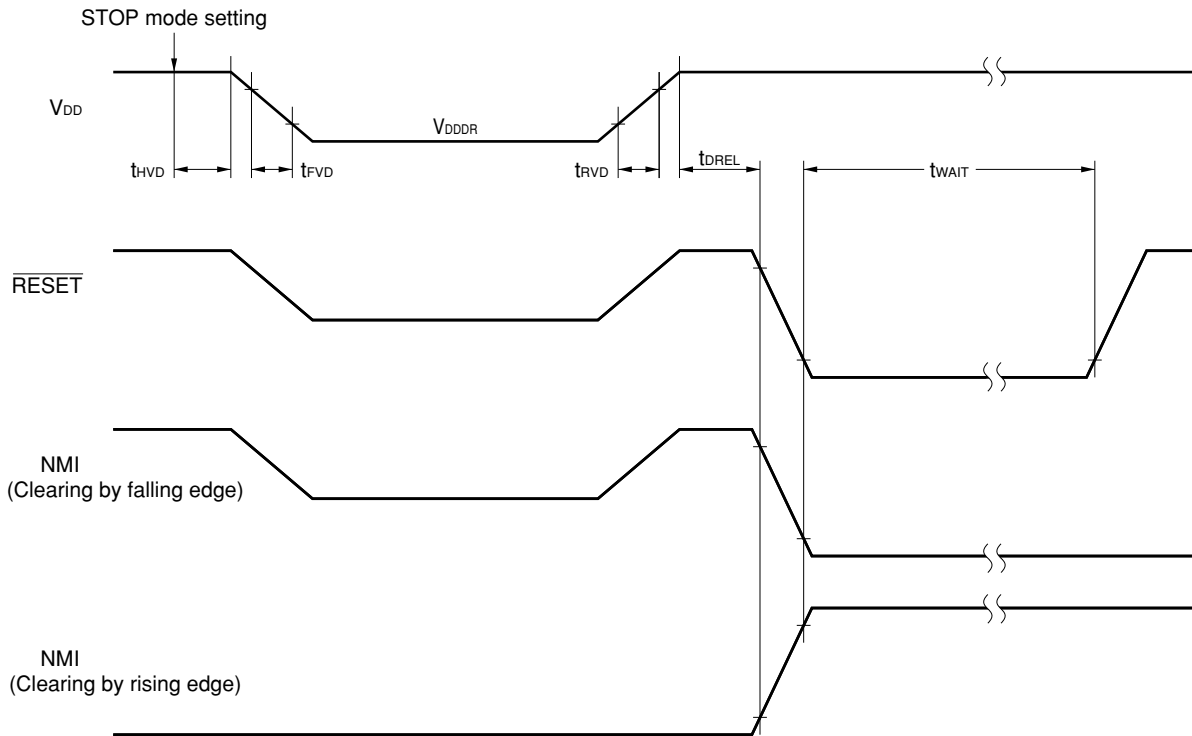 STOP mode setting
VDD
VDDDR
tHVD
tFVD
tRVD
tDREL
tWAIT
RESET
NMI
(Clearing by falling edge)
NMI
(Clearing by rising edge)